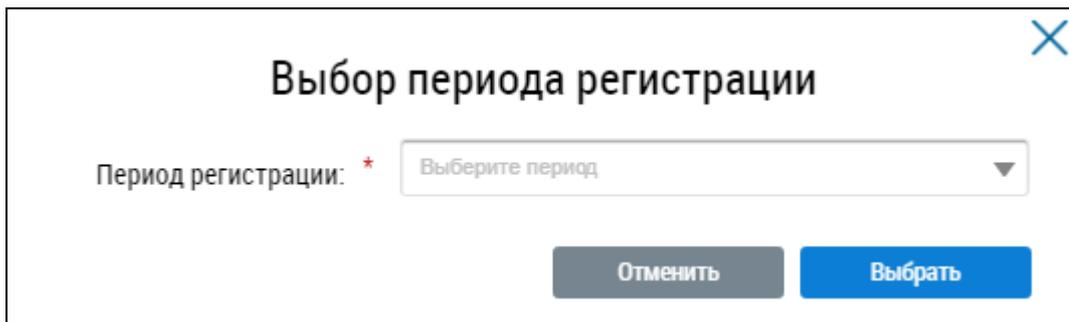 Выбор периода регистрации
Период регистрации: * Выберите период
Отменить Выбрать